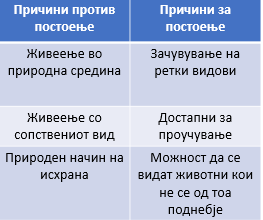 Причини против
постоење
Причини за
постоење
Живеење во
природна средина
Зачувување на
ретки видови
Живеење со
сопствениот вид
Достапни за
проучување
Природен начин на
исхрана
Можност да се
видат животни кои
не се од тоа
поднебје